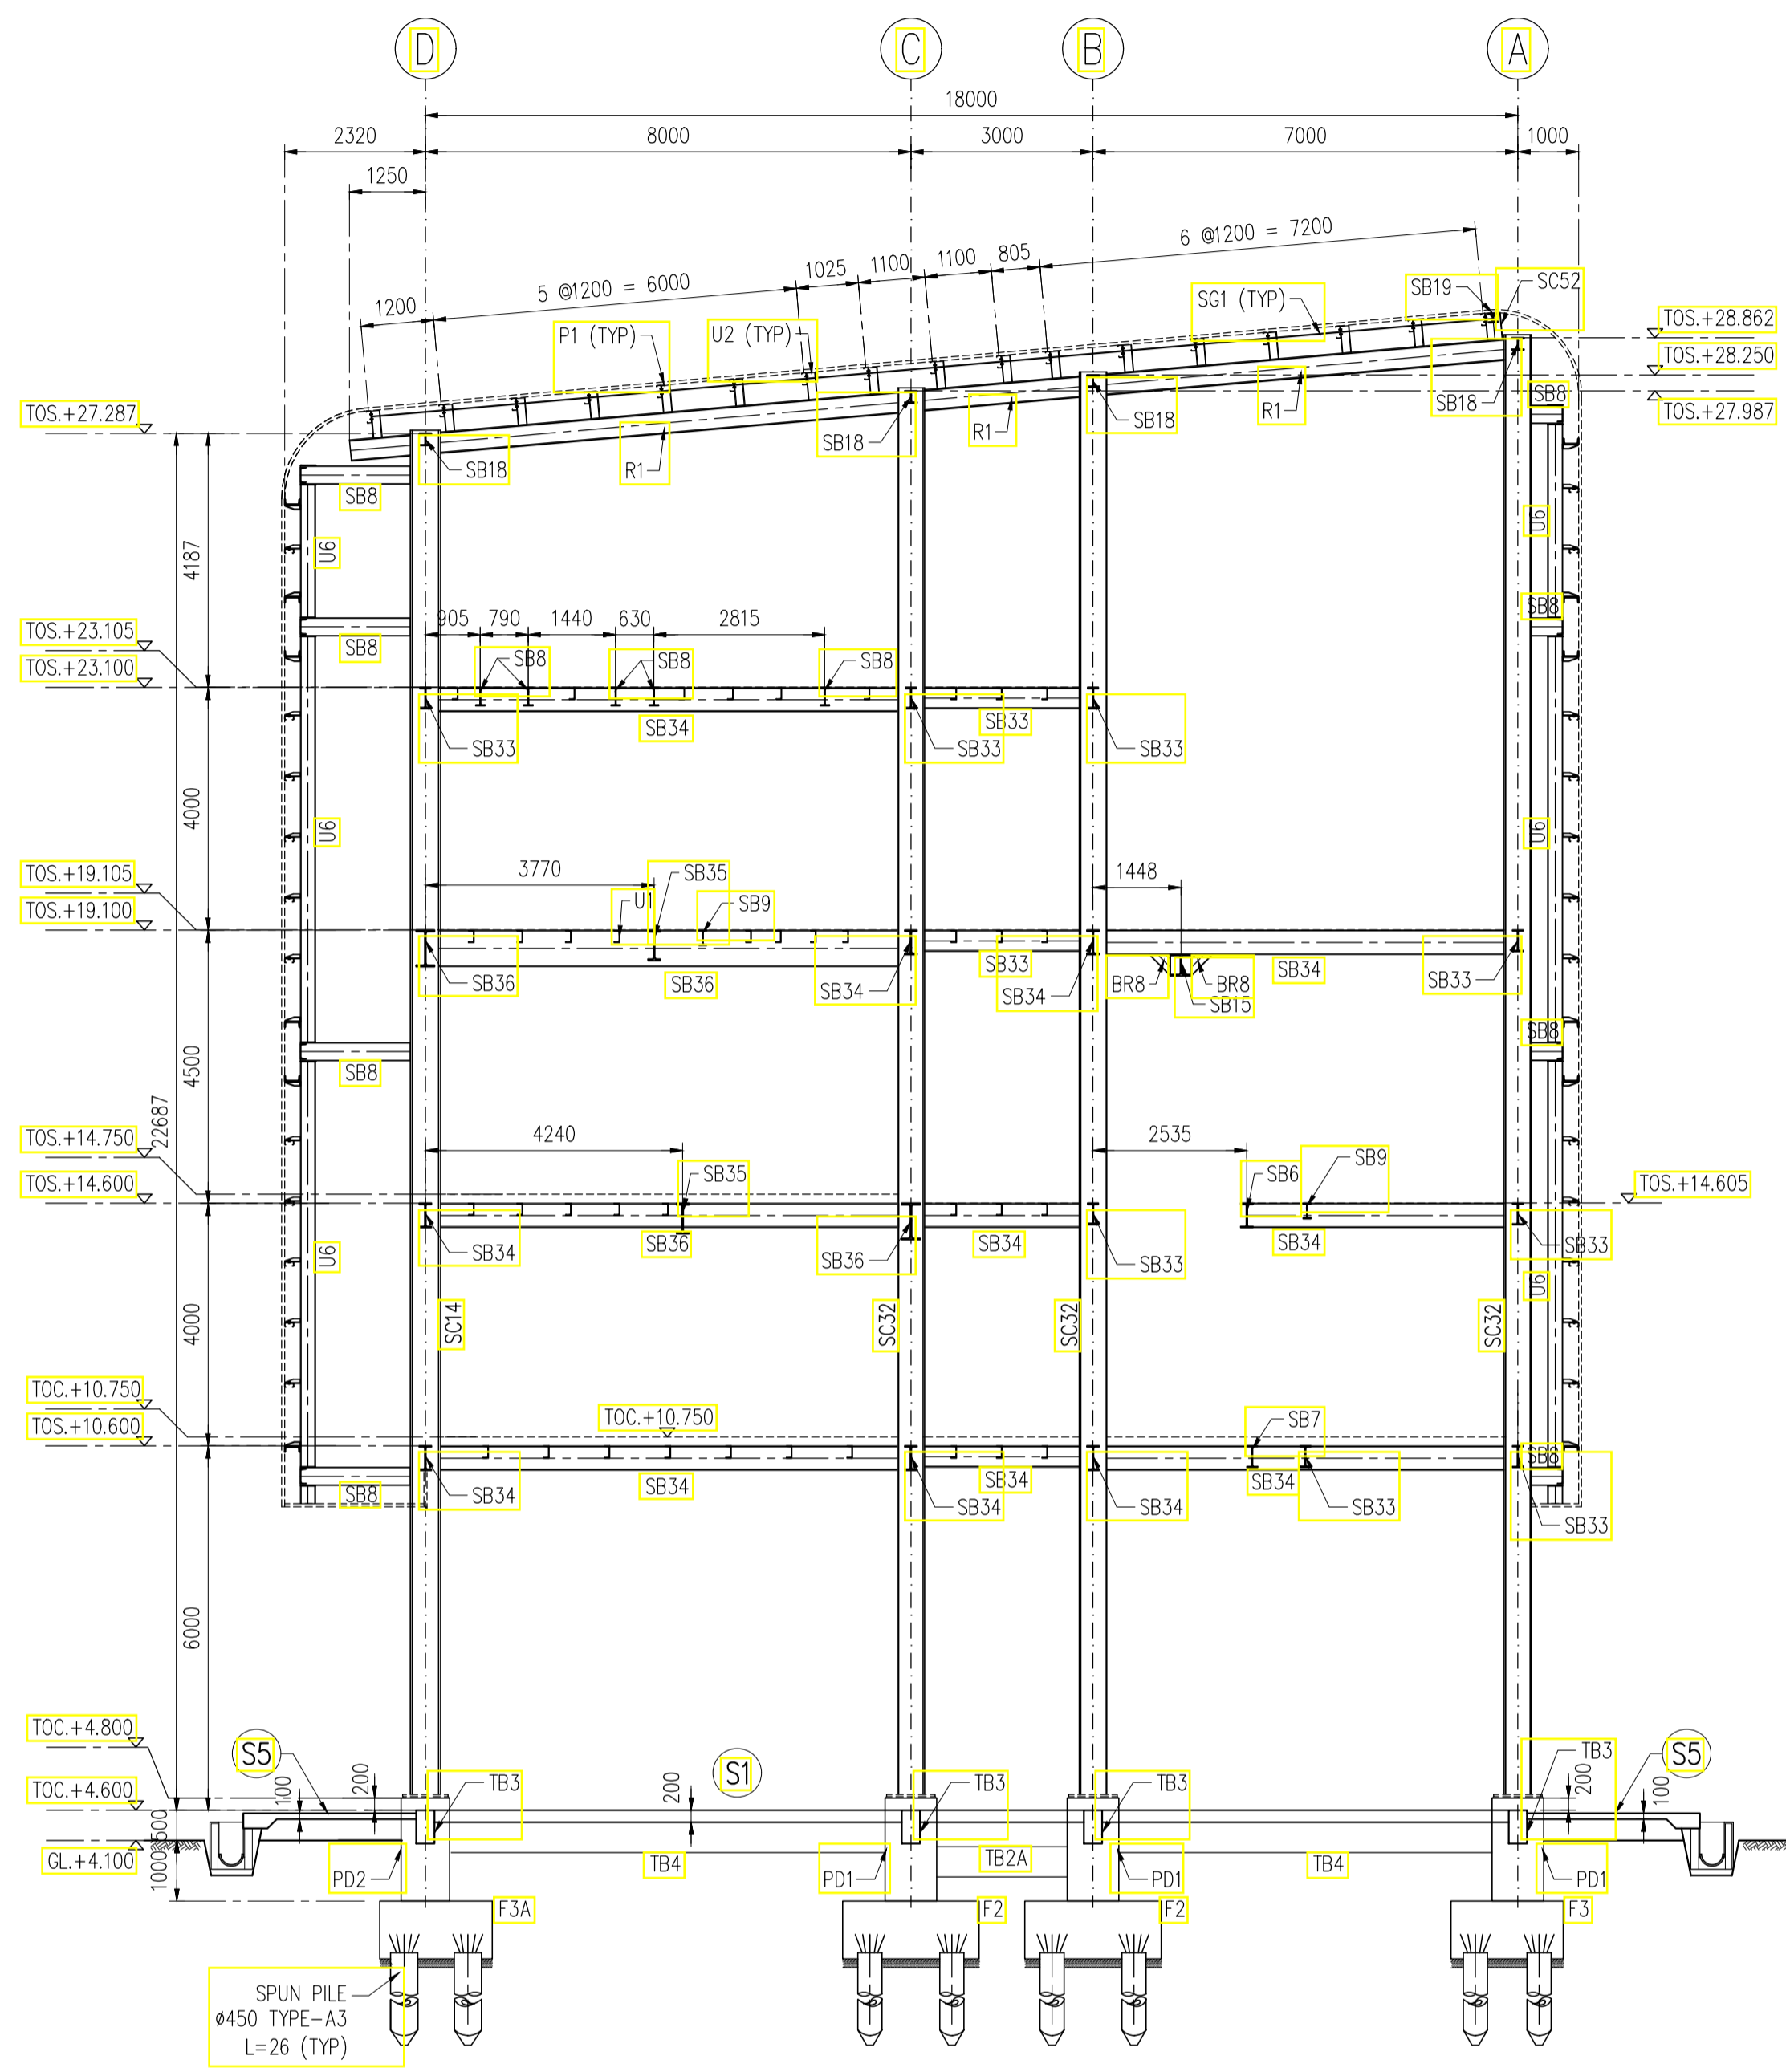 D
C
B
A
18000
2320
8000
3000
7000
1000
1250
6 @1200 = 7200
805
1100
1100
1025
5 @1200 = 6000
1200
SG1 (TYP)
SB19
SC52
P1 (TYP)
U2 (TYP)
TOS.+28.862
TOS.+28.250
TOS.+27.987
TOS.+27.287
SB18
R1
SB18
R1
SB18
R1
SB18
SB8
SB8
U6
U6
4187
905
790
1440
630
2815
SB8
TOS.+23.105
TOS.+23.100
SB8
SB8
SB8
SB8
SB34
SB33
SB33
SB33
SB33
4000
U6
U6
3770
1448
TOS.+19.105
TOS.+19.100
SB35
U1
SB9
SB36
SB36
SB34
SB33
SB34
BR8
BR8
SB15
SB34
SB33
SB8
SB8
4500
22687
4240
2535
TOS.+14.750
TOS.+14.600
SB35
SB6
SB9
TOS.+14.605
SB34
SB36
SB36
SB34
SB33
SB34
SB33
U6
U6
4000
SC14
SC32
SC32
SC32
TOC.+10.750
TOS.+10.600
TOC.+10.750
SB7
SB8
SB34
SB34
SB34
SB34
SB34
SB34
SB33
SB33
SB8
6000
TOC.+4.800
S5
S1
TB3
TB3
TB3
TB3
S5
100
200
200
200
100
TOC.+4.600
500
GL.+4.100
1000
PD2
TB4
PD1
TB2A
PD1
TB4
PD1
F3A
F2
F2
F3
SPUN PILE
ø450 TYPE-A3
L=26 (TYP)